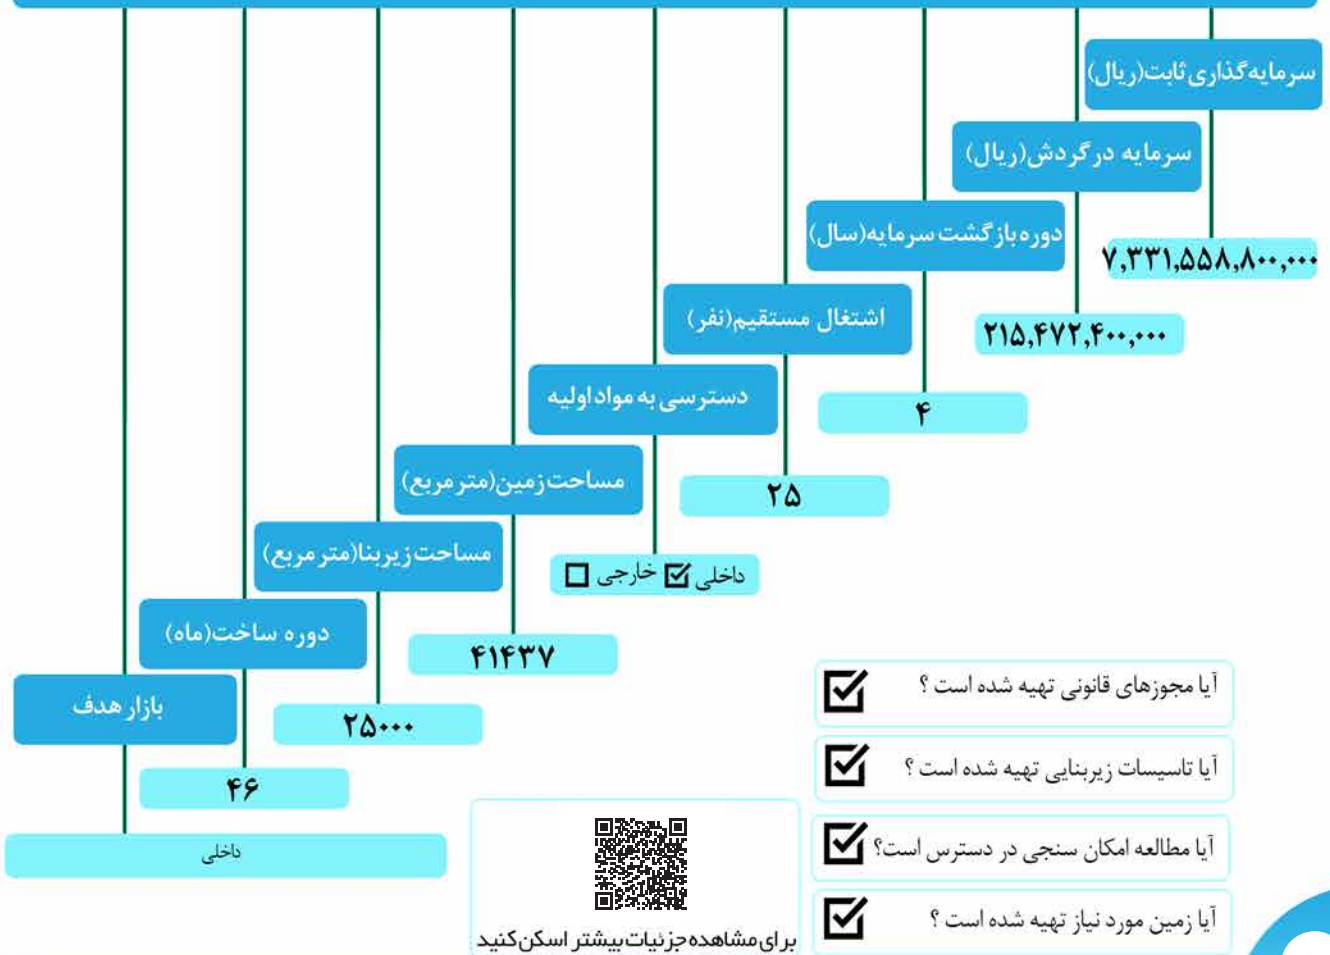 سرمایه‌گذاری ثابت(ریال)
۷,۳۳۱,۵۵۸,۸۰۰,۰۰۰
سرمایه در گردش(ریال)
۲۱۵,۴۷۲,۴۰۰,۰۰۰
دوره بازگشت سرمایه(سال)
۴
اشتغال مستقیم(نفر)
۲۵
دسترسی به مواد اولیه
داخلی ☑ خارجی ☐
مساحت زمین(متر مربع)
۴۱۴۳۷
مساحت زیربنا(متر مربع)
۲۵۰۰۰
دوره ساخت(ماه)
۴۶
بازار هدف
داخلی
آیا مجوزهای قانونی تهیه شده است ؟ ☑
آیا تاسیسات زیربنایی تهیه شده است ؟ ☑
آیا مطالعه امکان سنجی در دسترس است؟ ☑
آیا زمین مورد نیاز تهیه شده است ؟ ☑
برای مشاهده جزئیات بیشتر اسکن کنید